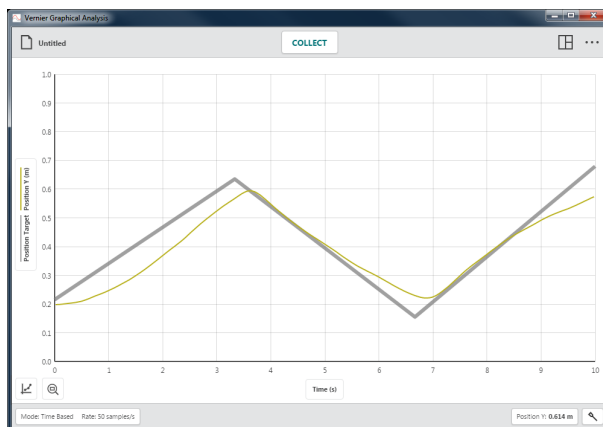 Vernier Graphical Analysis
Untitled
COLLECT
1.0
0.9
0.8
0.7
0.6
0.5
0.4
0.3
0.2
0.1
0.0
Position Target Position Y (m)
0 1 2 3 4 5 6 7 8 9 10
Time (s)
Mode: Time Based Rate: 50 samples/s
Position Y: 0.614 m